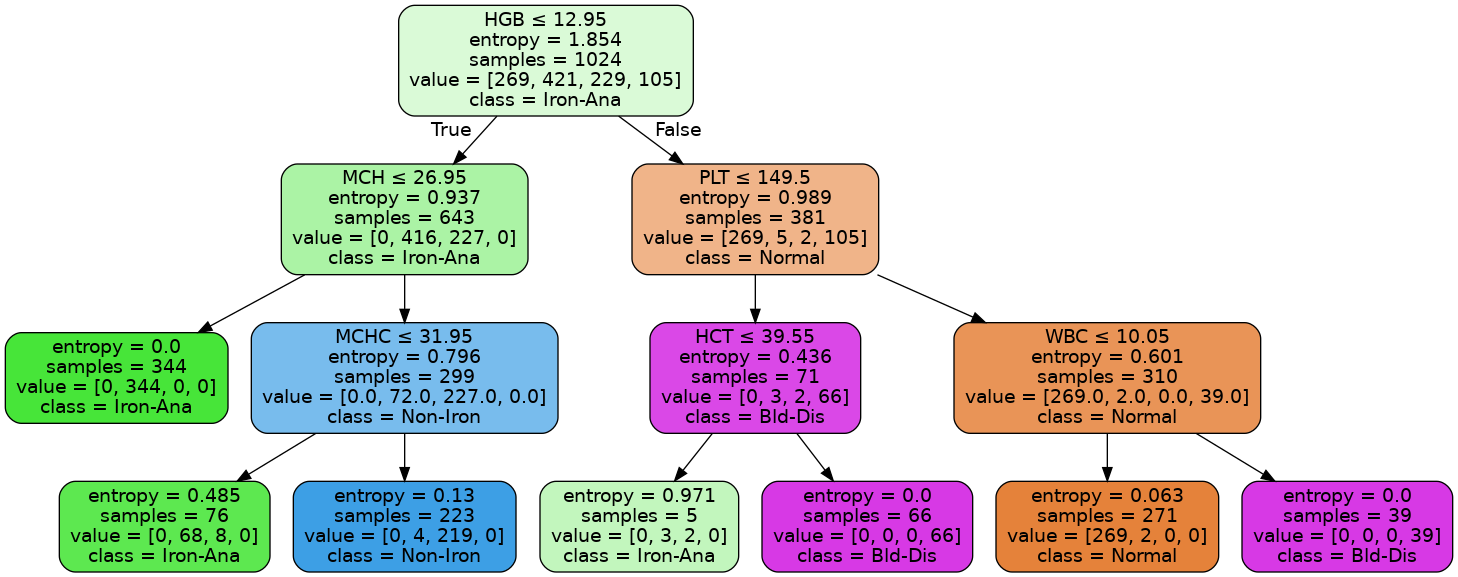 HGB ≤ 12.95
entropy = 1.854
samples = 1024
value = [269, 421, 229, 105]
class = Iron-Ana
True
False
MCH ≤ 26.95
entropy = 0.937
samples = 643
value = [0, 416, 227, 0]
class = Iron-Ana
PLT ≤ 149.5
entropy = 0.989
samples = 381
value = [269, 5, 2, 105]
class = Normal
entropy = 0.0
samples = 344
value = [0, 344, 0, 0]
class = Iron-Ana
MCHC ≤ 31.95
entropy = 0.796
samples = 299
value = [0.0, 72.0, 227.0, 0.0]
class = Non-Iron
HCT ≤ 39.55
entropy = 0.436
samples = 71
value = [0, 3, 2, 66]
class = Bld-Dis
WBC ≤ 10.05
entropy = 0.601
samples = 310
value = [269.0, 2.0, 0.0, 39.0]
class = Normal
entropy = 0.485
samples = 76
value = [0, 68, 8, 0]
class = Iron-Ana
entropy = 0.13
samples = 223
value = [0, 4, 219, 0]
class = Non-Iron
entropy = 0.971
samples = 5
value = [0, 3, 2, 0]
class = Iron-Ana
entropy = 0.0
samples = 66
value = [0, 0, 0, 66]
class = Bld-Dis
entropy = 0.063
samples = 271
value = [269, 2, 0, 0]
class = Normal
entropy = 0.0
samples = 39
value = [0, 0, 0, 39]
class = Bld-Dis